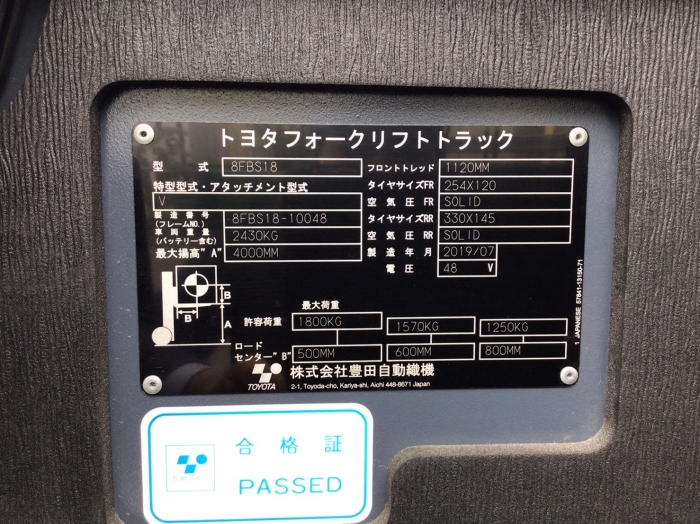 トヨタフォークリフトトラック
型式 8FBS18 フロントトレッド 1120MM
特型型式・アタッチメント型式 タイヤサイズFR 254X120
V 空気圧 FR SOLID
製造番号 (フレームNO.) 8FBS18-10048 タイヤサイズRR 330X145
車両重量 (バッテリー含む) 2430KG 空気圧 RR SOLID
最大揚高"A" 4000MM 製造年月 2019/07
電圧 48 V
B
B
A
最大荷重
許容荷重 1800KG 1570KG 1250KG
ロードセンター"B" 500MM 600MM 800MM
TOYOTA
株式会社豊田自動織機
2-1, Toyoda-cho, Kariya-shi, Aichi 448-8671 Japan
1 JAPANESE 57841-13150-71
合格証
PASSED